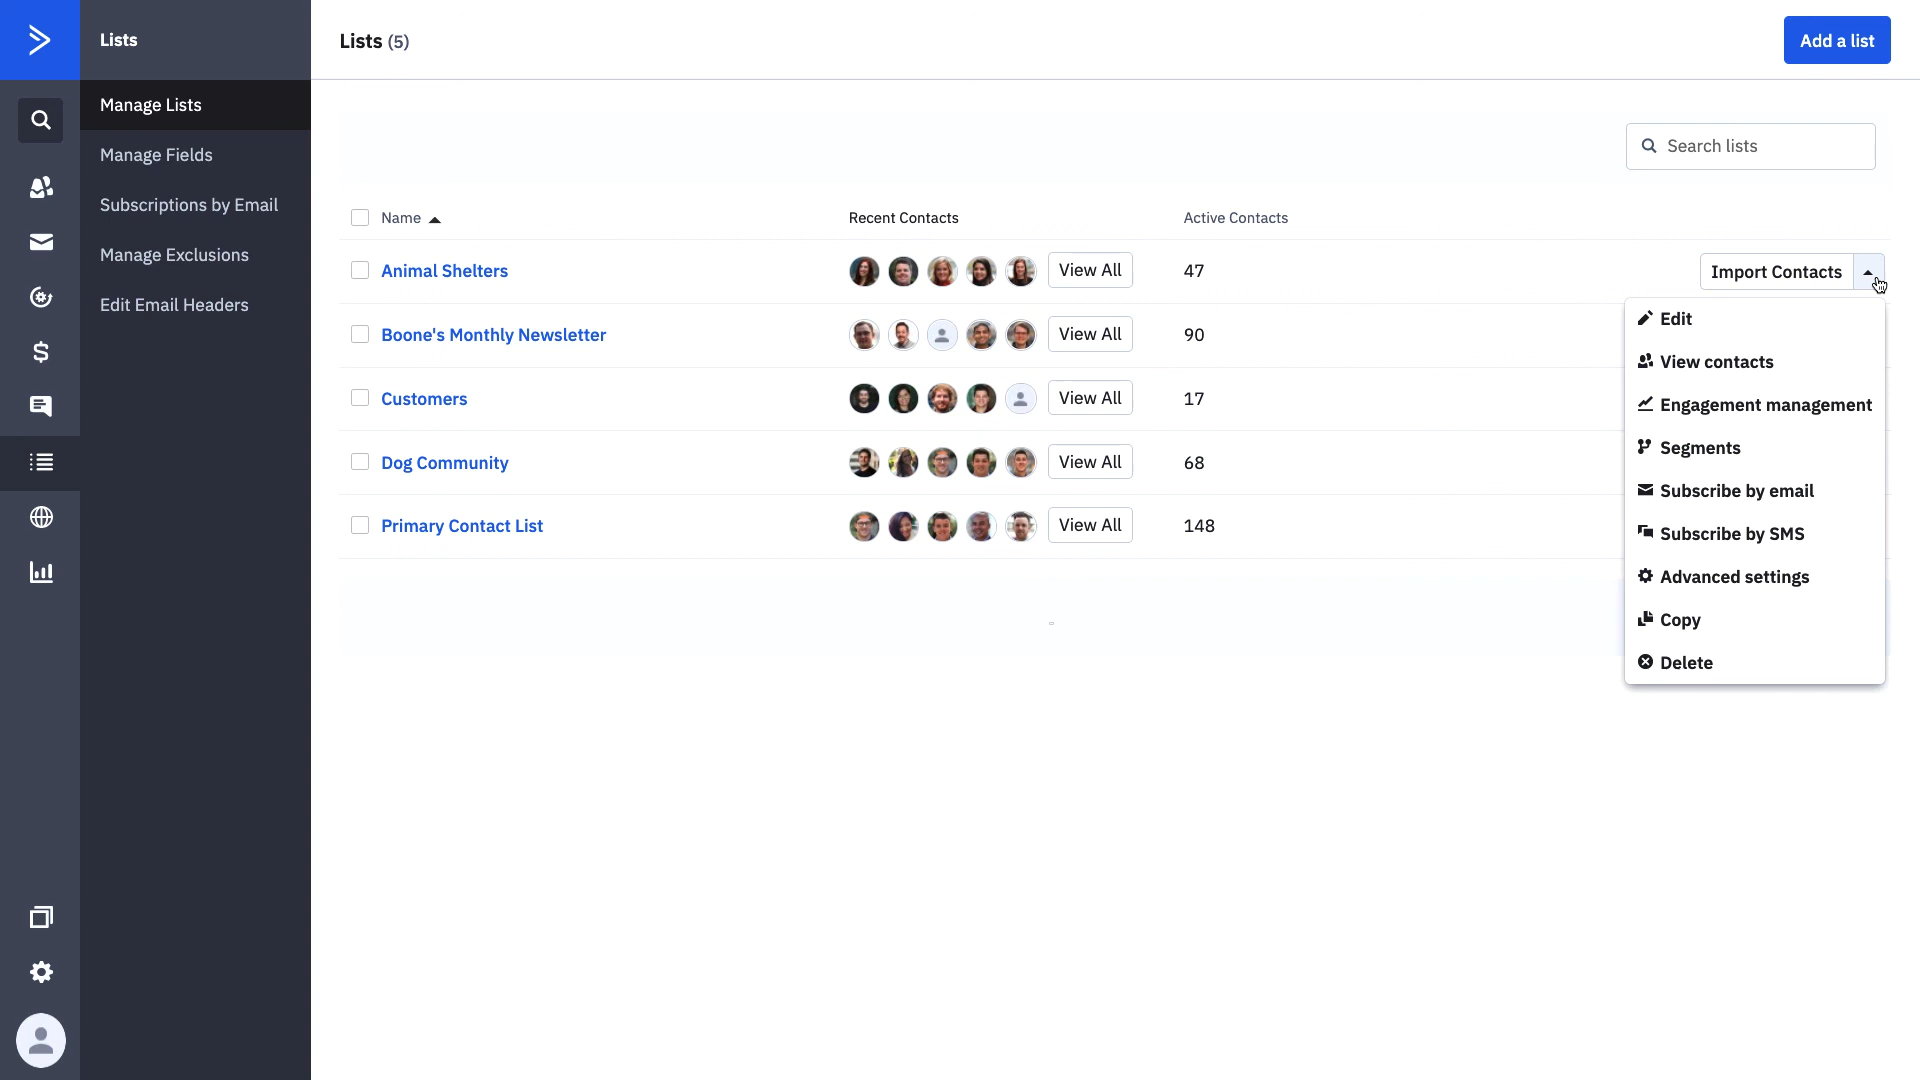 Lists
Manage Lists
Manage Fields
Subscriptions by Email
Manage Exclusions
Edit Email Headers
Lists (5)
Add a list
Search lists
Name Recent Contacts Active Contacts
Animal Shelters View All 47 Import Contacts
Boone's Monthly Newsletter View All 90
Customers View All 17
Dog Community View All 68
Primary Contact List View All 148
Edit
View contacts
Engagement management
Segments
Subscribe by email
Subscribe by SMS
Advanced settings
Copy
Delete